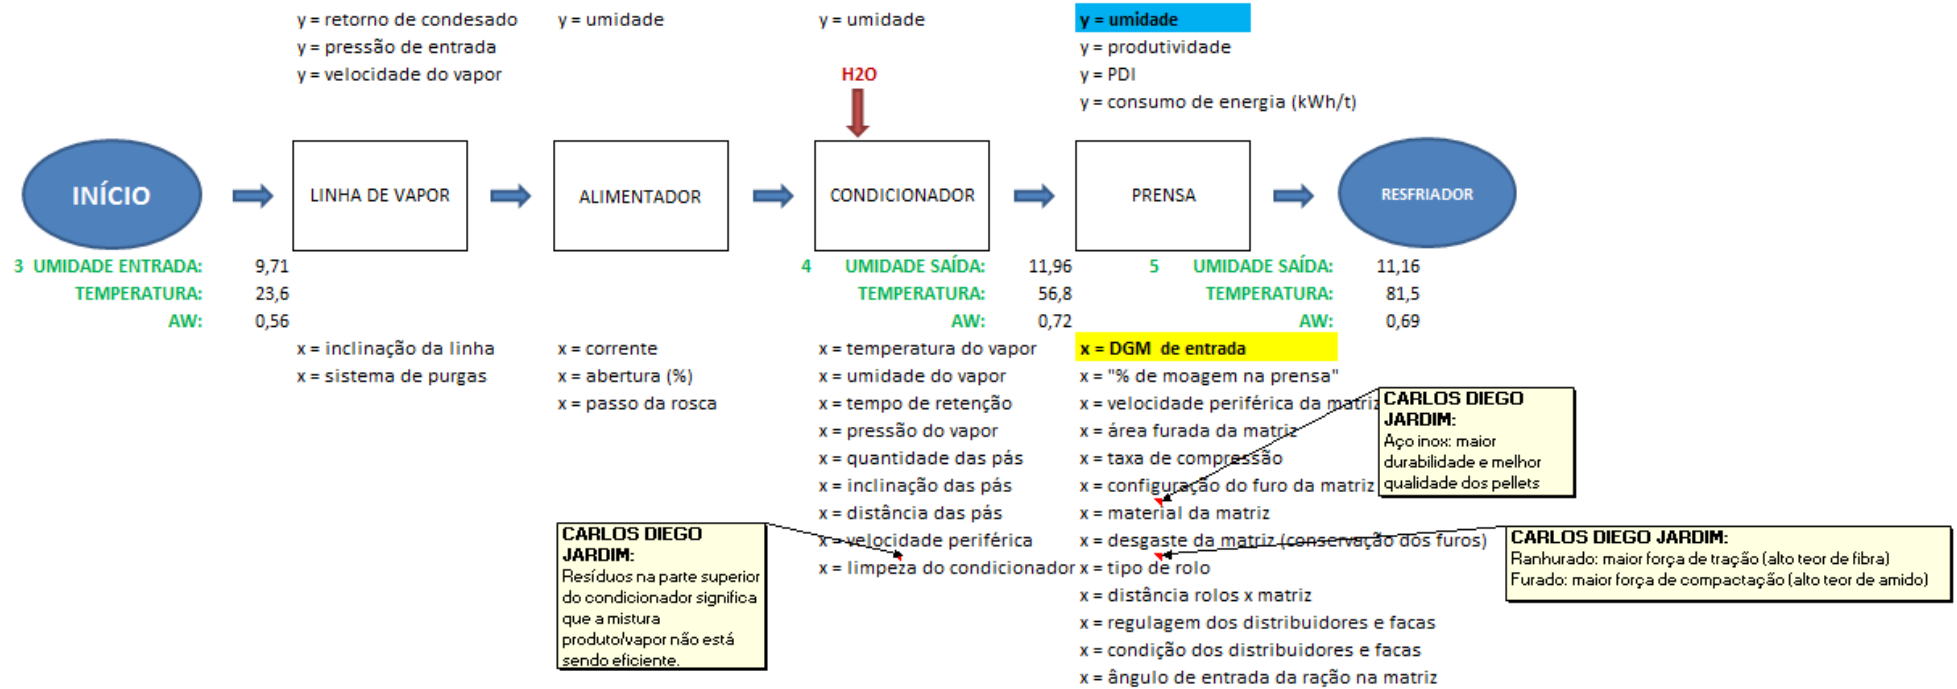 y = retorno de condesado
y = pressão de entrada
y = velocidade do vapor
y = umidade
y = umidade
H2O
y = umidade
y = produtividade
y = PDI
y = consumo de energia (kWh/t)
INÍCIO
LINHA DE VAPOR
ALIMENTADOR
CONDICIONADOR
PRENSA
RESFRIADOR
3 UMIDADE ENTRADA: 9,71
TEMPERATURA: 23,6
AW: 0,56
4 UMIDADE SAÍDA: 11,96
TEMPERATURA: 56,8
AW: 0,72
5 UMIDADE SAÍDA: 11,16
TEMPERATURA: 81,5
AW: 0,69
x = inclinação da linha
x = sistema de purgas
x = corrente
x = abertura (%)
x = passo da rosca
x = temperatura do vapor
x = umidade do vapor
x = tempo de retenção
x = pressão do vapor
x = quantidade das pás
x = inclinação das pás
x = distância das pás
x = velocidade periférica
x = limpeza do condicionador
x = DGM de entrada
x = "% de moagem na prensa"
x = velocidade periférica da matriz
x = área furada da matriz
x = taxa de compressão
x = configuração do furo da matriz
x = material da matriz
x = desgaste da matriz (conservação dos furos)
x = tipo de rolo
x = distância rolos x matriz
x = regulagem dos distribuidores e facas
x = condição dos distribuidores e facas
x = ângulo de entrada da ração na matriz
CARLOS DIEGO
JARDIM:
Aço inox: maior
durabilidade e melhor
qualidade dos pellets
CARLOS DIEGO
JARDIM:
Resíduos na parte superior
do condicionador significa
que a mistura
produto/vapor não está
sendo eficiente.
CARLOS DIEGO JARDIM:
Ranhurado: maior força de tração (alto teor de fibra)
Furado: maior força de compactação (alto teor de amido)